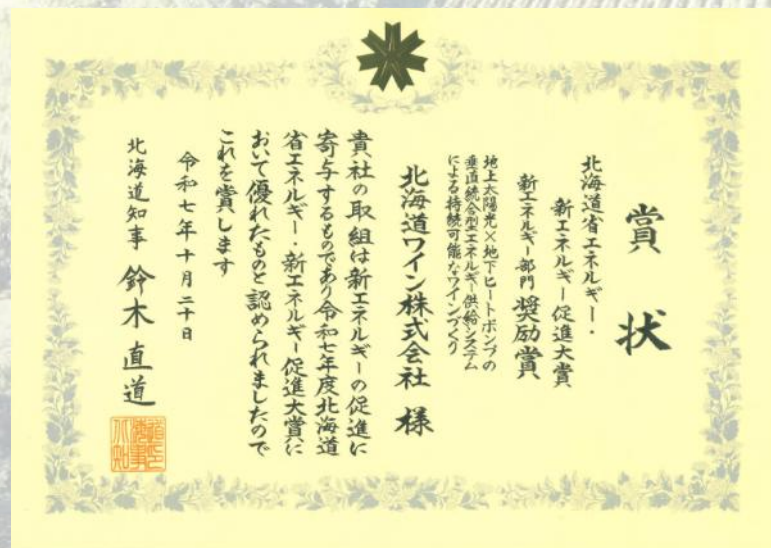 賞状
北海道省エネルギー・
新エネルギー促進大賞
新エネルギー部門 奨励賞
地上太陽光×地下ヒートポンプの
垂直統合型エネルギー供給システム
による持続可能なワインづくり
北海道ワイン株式会社 様
貴社の取組は新エネルギーの促進に
寄与するものであり令和七年度北海道
省エネルギー・新エネルギー促進大賞に
おいて優れたものと認められましたので
これを賞します
令和七年十月二十日
北海道知事 鈴木直道